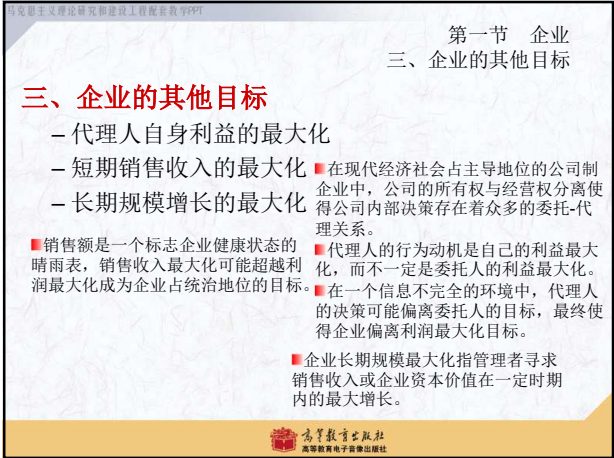 马克思主义理论研究和建设工程配套教学PPT
第一节 企业
三、企业的其他目标
三、企业的其他目标
– 代理人自身利益的最大化
– 短期销售收入的最大化
– 长期规模增长的最大化
在现代经济社会占主导地位的公司制
企业中，公司的所有权与经营权分离使
得公司内部决策存在着众多的委托-代
理关系。
代理人的行为动机是自己的利益最大
化，而不一定是委托人的利益最大化。
在一个信息不完全的环境中，代理人
的决策可能偏离委托人的目标，最终使
得企业偏离利润最大化目标。
销售额是一个标志企业健康状态的
晴雨表，销售收入最大化可能超越利
润最大化成为企业占统治地位的目标。
企业长期规模最大化指管理者寻求
销售收入或企业资本价值在一定时期
内的最大增长。
高等教育出版社
高等教育电子音像出版社